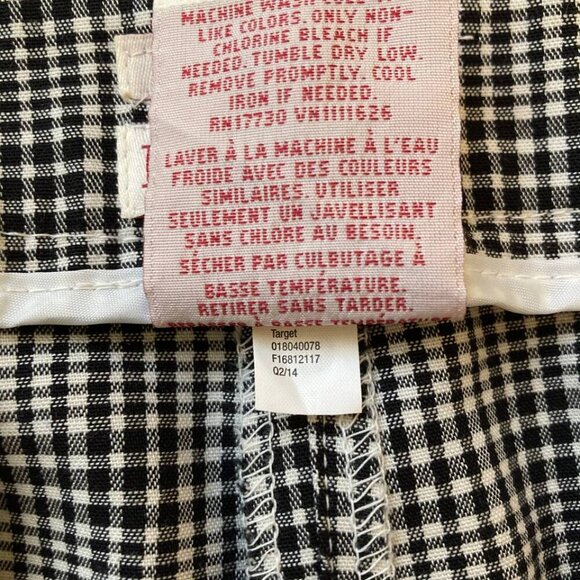 MACHINE WASH
LIKE COLORS. ONLY NON-
CHLORINE BLEACH IF
NEEDED. TUMBLE DRY LOW.
REMOVE PROMPTLY. COOL
IRON IF NEEDED.
RN17730 VN1111626
LAVER À LA MACHINE À L'EAU
FROIDE AVEC DES COULEURS
SIMILAIRES. UTILISER
SEULEMENT UN JAVELLISANT
SANS CHLORE AU BESOIN.
SÉCHER PAR CULBUTAGE À
BASSE TEMPÉRATURE.
RETIRER SANS TARDER.
À BASSE TEMPÉRATURE
Target
018040078
F16812117
Q2/14